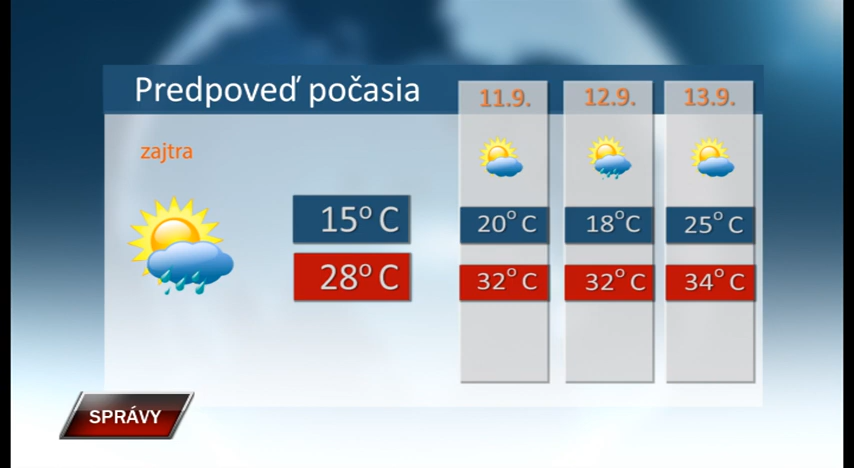 Predpoveď počasia
zajtra
15° C
28° C
11.9.
20° C
32° C
12.9.
18°C
32° C
13.9.
25° C
34° C
SPRÁVY